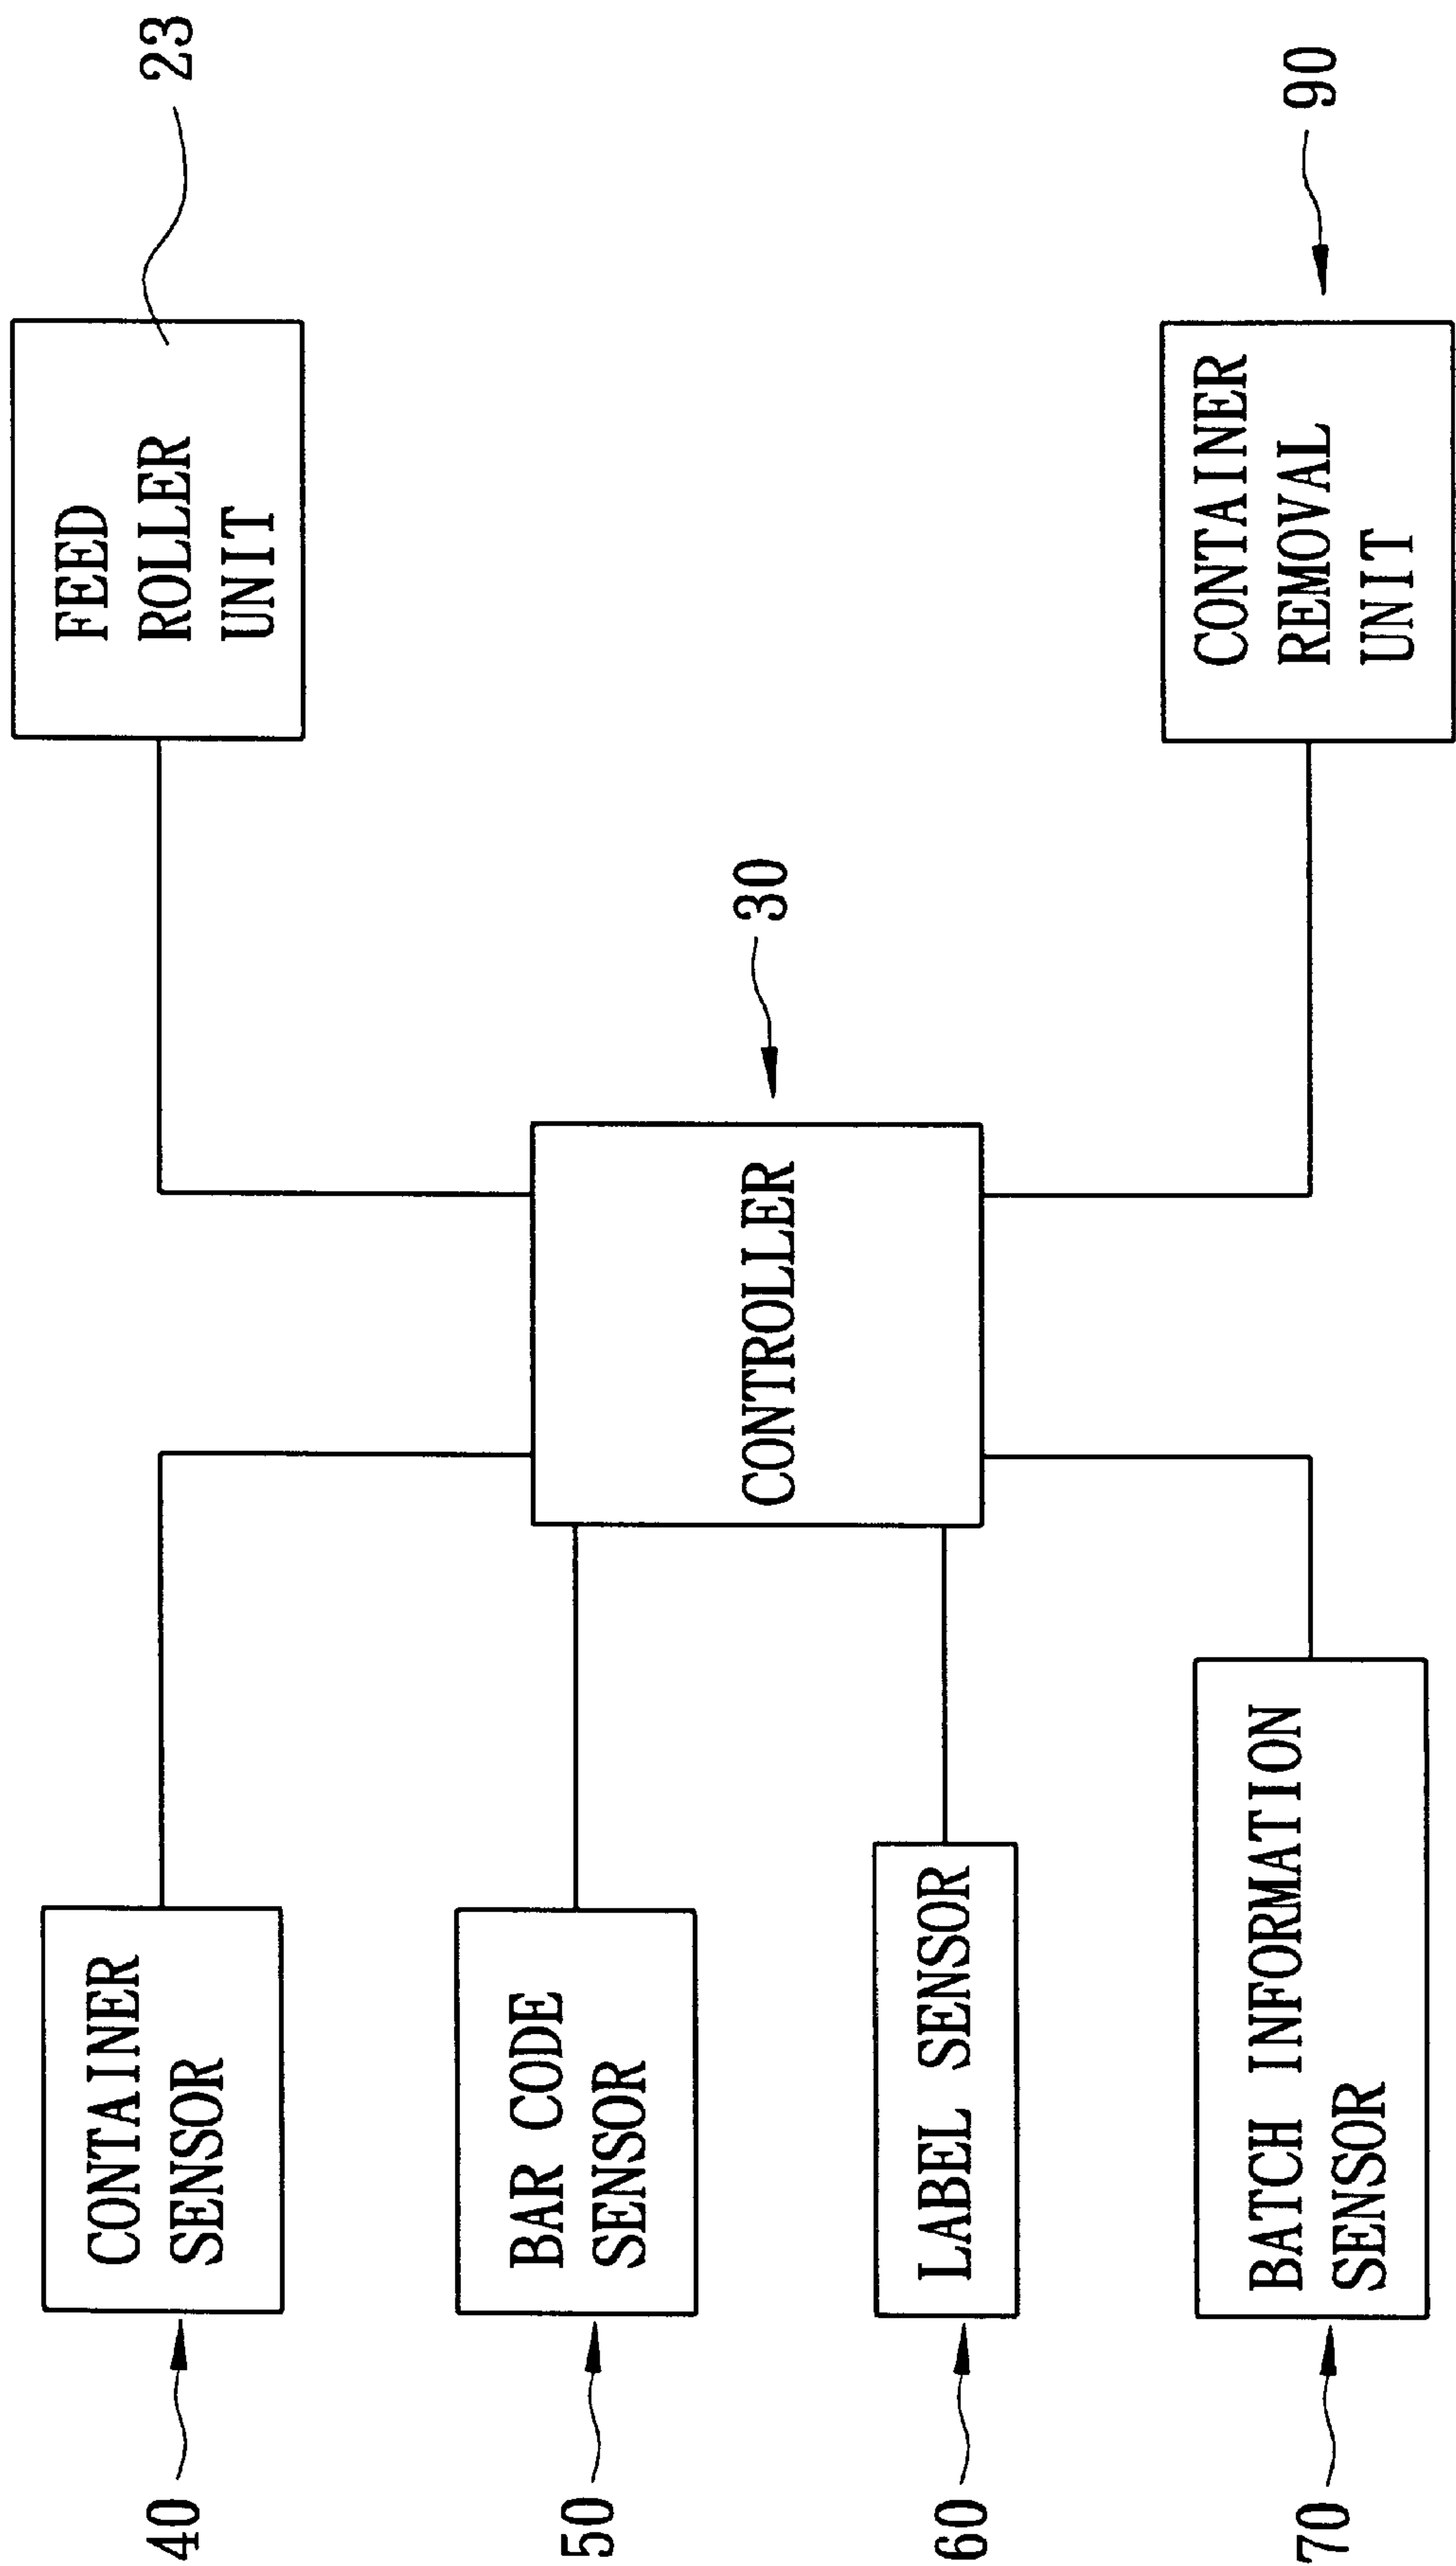 40
CONTAINER
SENSOR
50
BAR CODE
SENSOR
60
LABEL SENSOR
70
BATCH INFORMATION
SENSOR
CONTROLLER
30
FEED
ROLLER
UNIT
23
CONTAINER
REMOVAL
UNIT
90